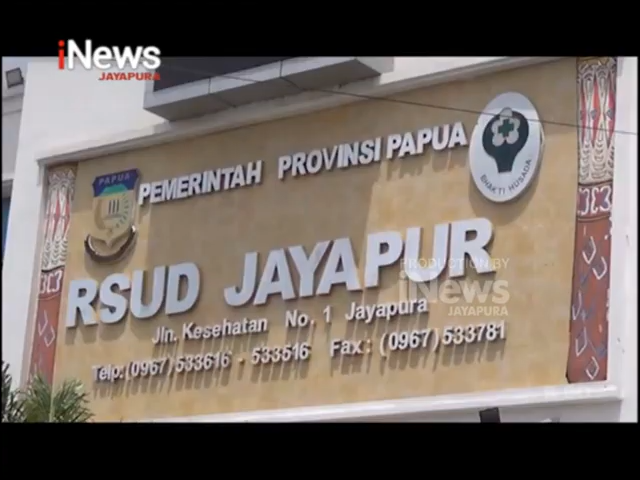 iNews
JAYAPURA
PEMERINTAH PROVINSI PAPUA
PAPUA
BHAKTI HUSADA
RSUD JAYAPUR
PRODUCTION BY
iNews
JAYAPURA
Jln. Kesehatan No. 1 Jayapura
Telp: (0967) 533616 - 533516 Fax : (0967) 533781